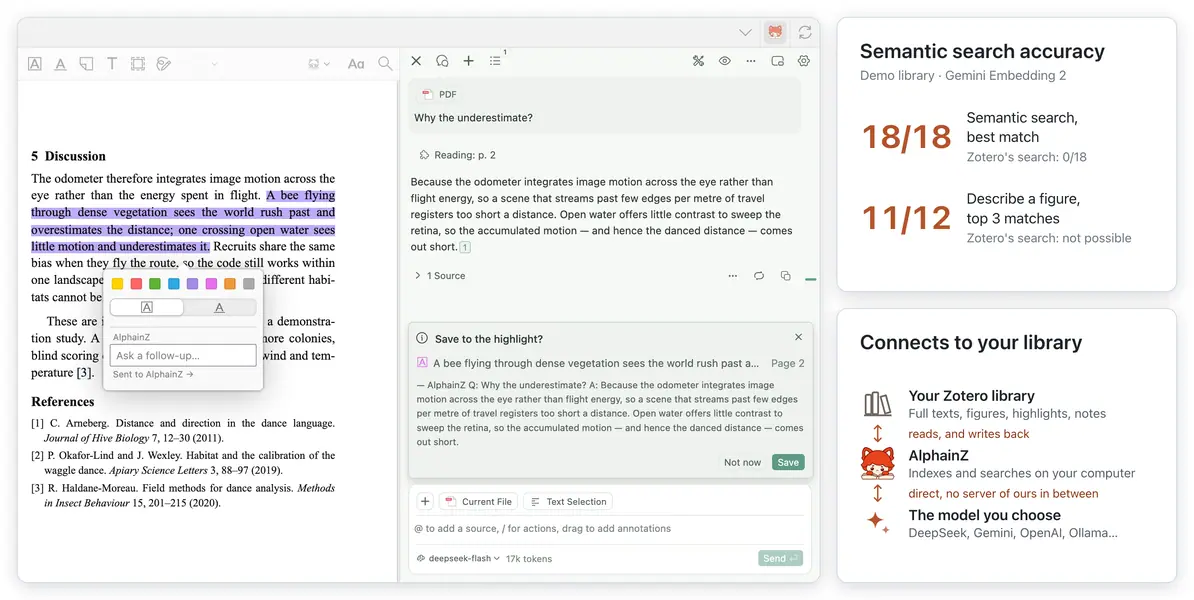 Aa
1
5 Discussion
The odometer therefore integrates image motion across the
eye rather than the energy spent in flight. A bee flying
through dense vegetation sees the world rush past and
overestimates the distance; one crossing open water sees
little motion and underestimates it. Recruits share the same
bias when they fly the route, so the code still works within
one landscape
different habi-
tats cannot be
These are
a demonstra-
tion study. A
more colonies,
blind scoring
wind and tem-
perature [3].
A
A
AlphainZ
Ask a follow-up...
Sent to AlphainZ →
References
[1] C. Arneberg. Distance and direction in the dance language.
Journal of Hive Biology 7, 12–30 (2011).
[2] P. Okafor-Lind and J. Wexley. Habitat and the calibration of the
waggle dance. Apiary Science Letters 3, 88–97 (2019).
[3] R. Haldane-Moreau. Field methods for dance analysis. Methods
in Insect Behaviour 15, 201–215 (2020).
PDF
Why the underestimate?
Reading: p. 2
Because the odometer integrates image motion across the eye rather than
flight energy, so a scene that streams past few edges per metre of travel
registers too short a distance. Open water offers little contrast to sweep the
retina, so the accumulated motion — and hence the danced distance — comes
out short. 1
1 Source
Save to the highlight?
A bee flying through dense vegetation sees the world rush past a... Page 2
— AlphainZ Q: Why the underestimate? A: Because the odometer integrates image
motion across the eye rather than flight energy, so a scene that streams past few edges
per metre of travel registers too short a distance. Open water offers little contrast to
sweep the retina, so the accumulated motion — and hence the danced distance — comes
out short.
Not now Save
Current File Text Selection
@ to add a source, / for actions, drag to add annotations
deepseek-flash 17k tokens Send
Semantic search accuracy
Demo library · Gemini Embedding 2
18/18
Semantic search,
best match
Zotero's search: 0/18
11/12
Describe a figure,
top 3 matches
Zotero's search: not possible
Connects to your library
Your Zotero library
Full texts, figures, highlights, notes
reads, and writes back
AlphainZ
Indexes and searches on your computer
direct, no server of ours in between
The model you choose
DeepSeek, Gemini, OpenAI, Ollama...